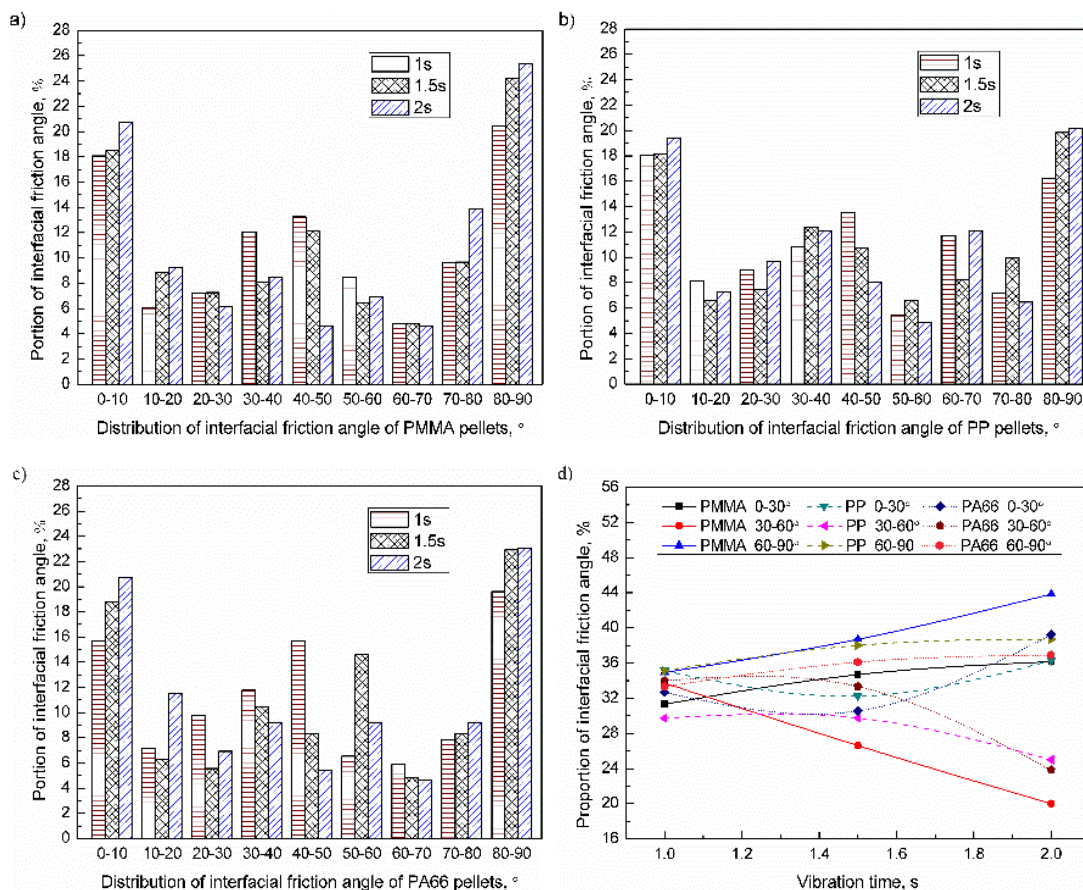 a)
Portion of interfacial friction angle, %
28
26
24
22
20
18
16
14
12
10
8
6
4
2
0
1s
1.5s
2s
0-10 10-20 20-30 30-40 40-50 50-60 60-70 70-80 80-90
Distribution of interfacial friction angle of PMMA pellets, °
b)
Portion of interfacial friction angle, %
28
26
24
22
20
18
16
14
12
10
8
6
4
2
0
1s
1.5s
2s
0-10 10-20 20-30 30-40 40-50 50-60 60-70 70-80 80-90
Distribution of interfacial friction angle of PP pellets, °
c)
Portion of interfacial friction angle, %
28
26
24
22
20
18
16
14
12
10
8
6
4
2
0
1s
1.5s
2s
0-10 10-20 20-30 30-40 40-50 50-60 60-70 70-80 80-90
Distribution of interfacial friction angle of PA66 pellets, °
d)
Proportion of interfacial friction angle, %
56
52
48
44
40
36
32
28
24
20
16
PMMA 0-30° PP 0-30° PA66 0-30°
PMMA 30-60° PP 30-60° PA66 30-60°
PMMA 60-90° PP 60-90 PA66 60-90°
1.0 1.2 1.4 1.6 1.8 2.0
Vibration time, s